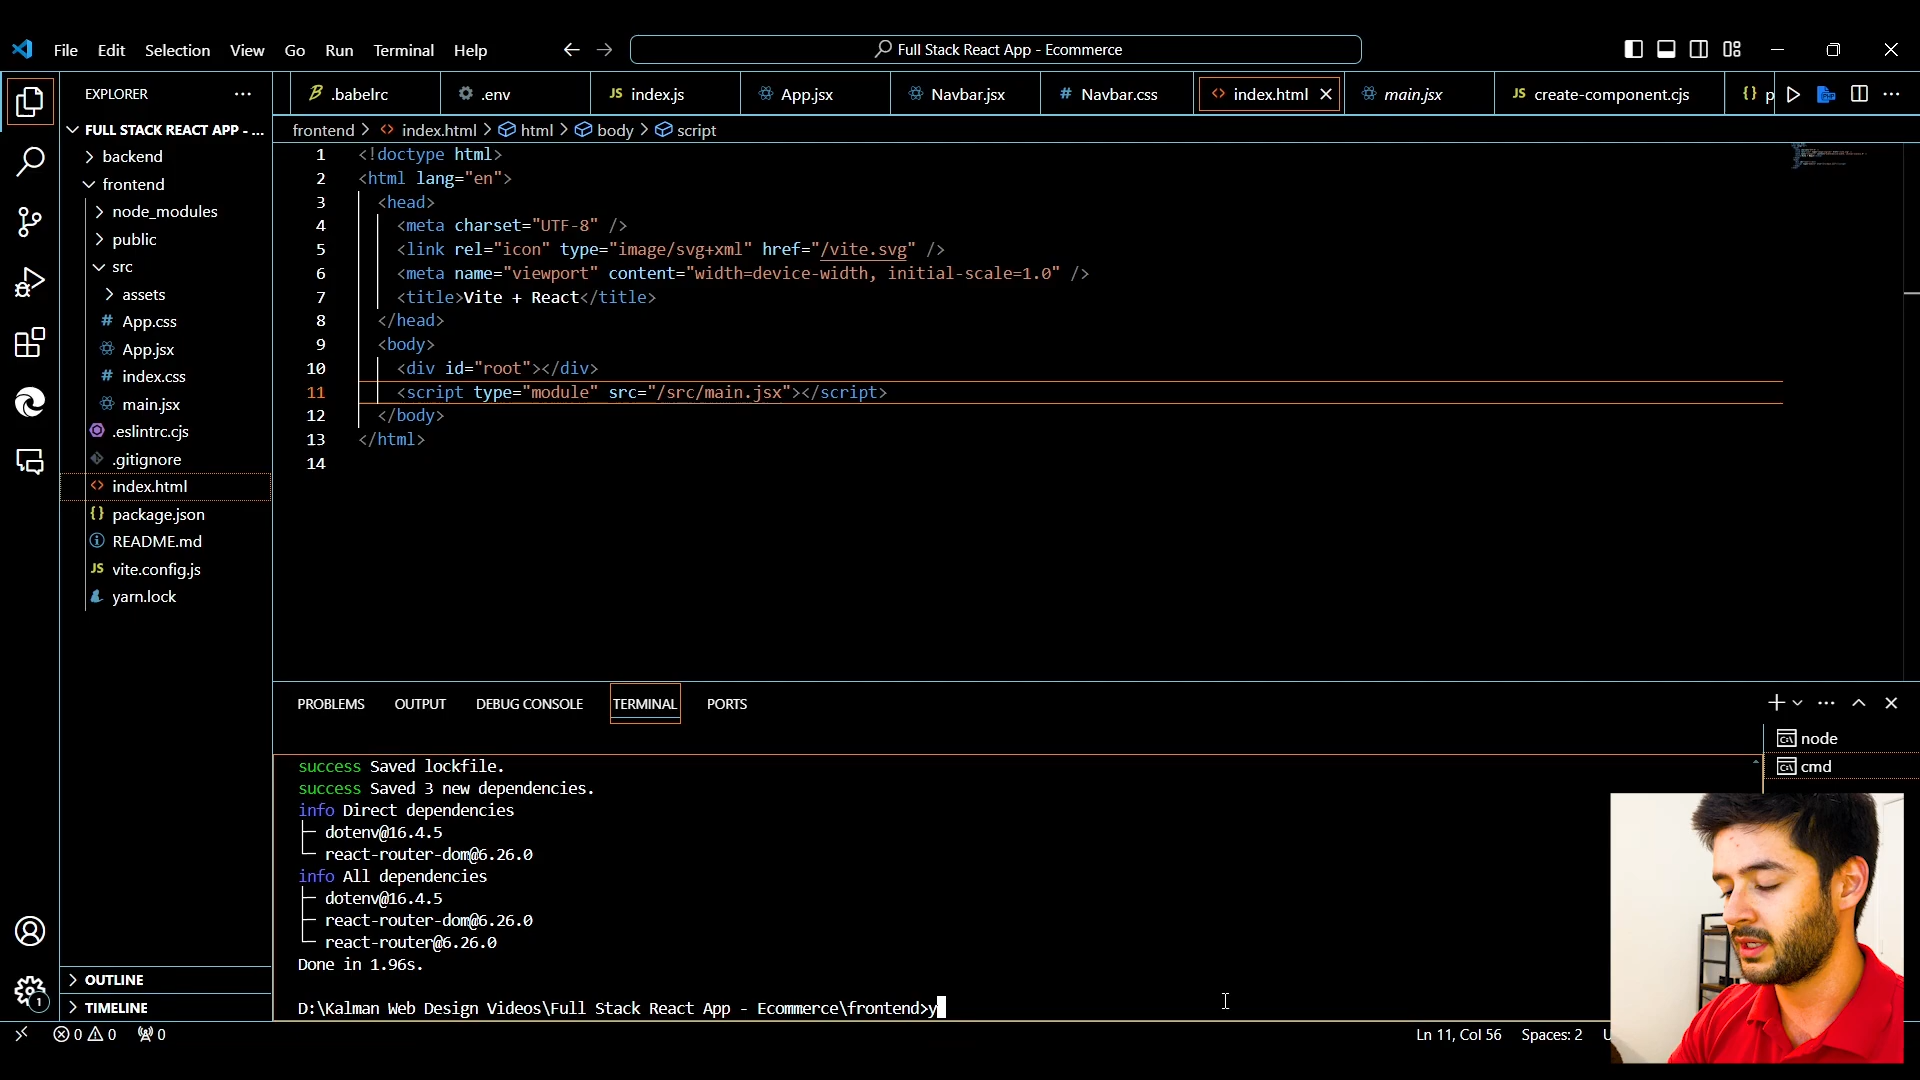 File Edit Selection View Go Run Terminal Help
Full Stack React App - Ecommerce
EXPLORER
.babelrc
.env
JS index.js
App.jsx
Navbar.jsx
# Navbar.css
<> index.html
main.jsx
JS create-component.cjs
{} p
FULL STACK REACT APP - ...
backend
frontend
node_modules
public
src
assets
# App.css
App.jsx
# index.css
main.jsx
.eslintrc.cjs
.gitignore
<> index.html
{} package.json
README.md
JS vite.config.js
yarn.lock
OUTLINE
TIMELINE
frontend > <> index.html > html > body > script
1 <!doctype html>
2 <html lang="en">
3 <head>
4 <meta charset="UTF-8" />
5 <link rel="icon" type="image/svg+xml" href="/vite.svg" />
6 <meta name="viewport" content="width=device-width, initial-scale=1.0" />
7 <title>Vite + React</title>
8 </head>
9 <body>
10 <div id="root"></div>
11 <script type="module" src="/src/main.jsx"></script>
12 </body>
13 </html>
14
PROBLEMS OUTPUT DEBUG CONSOLE TERMINAL PORTS
node
cmd
success Saved lockfile.
success Saved 3 new dependencies.
info Direct dependencies
├─ dotenv@16.4.5
└─ react-router-dom@6.26.0
info All dependencies
├─ dotenv@16.4.5
├─ react-router-dom@6.26.0
└─ react-router@6.26.0
Done in 1.96s.
D:\Kalman Web Design Videos\Full Stack React App - Ecommerce\frontend>y
1
0 0 0
Ln 11, Col 56 Spaces: 2